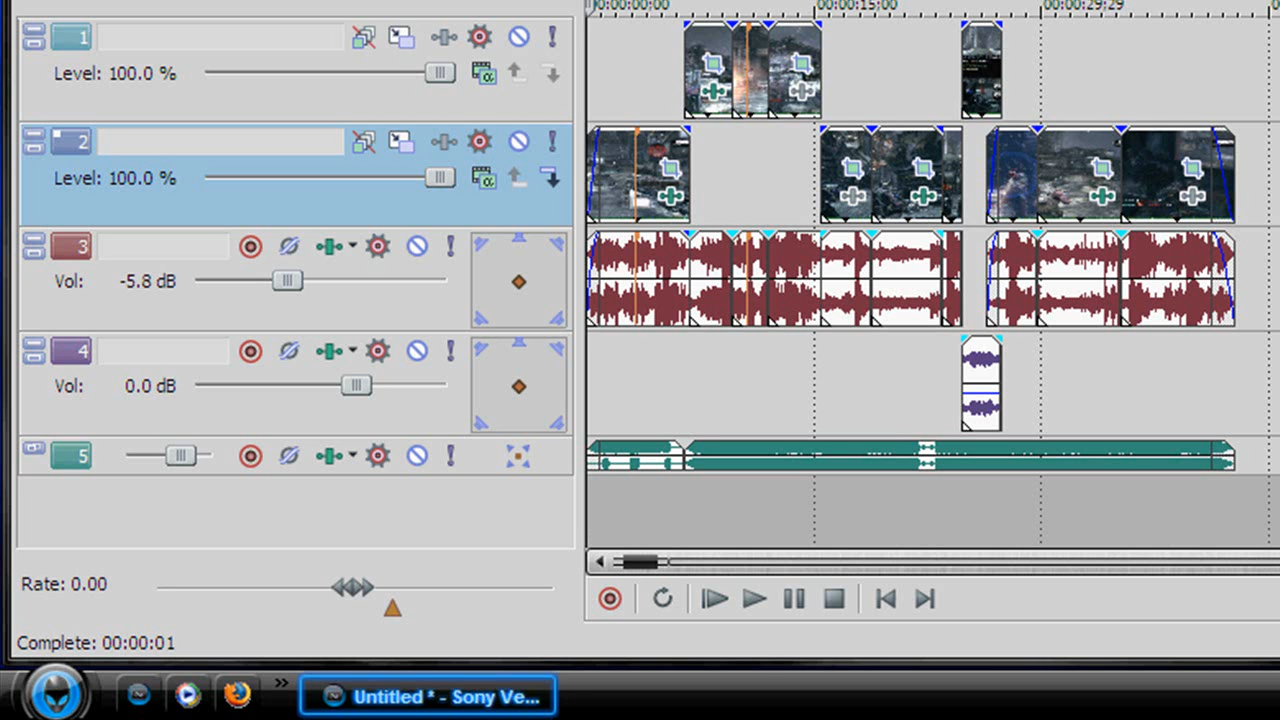 00:00:00;00 00:00:15;00 00:00:29;29
1
Level: 100.0 %
2
Level: 100.0 %
3
Vol: -5.8 dB
4
Vol: 0.0 dB
5
Rate: 0.00
Complete: 00:00:01
» Untitled * - Sony Ve...